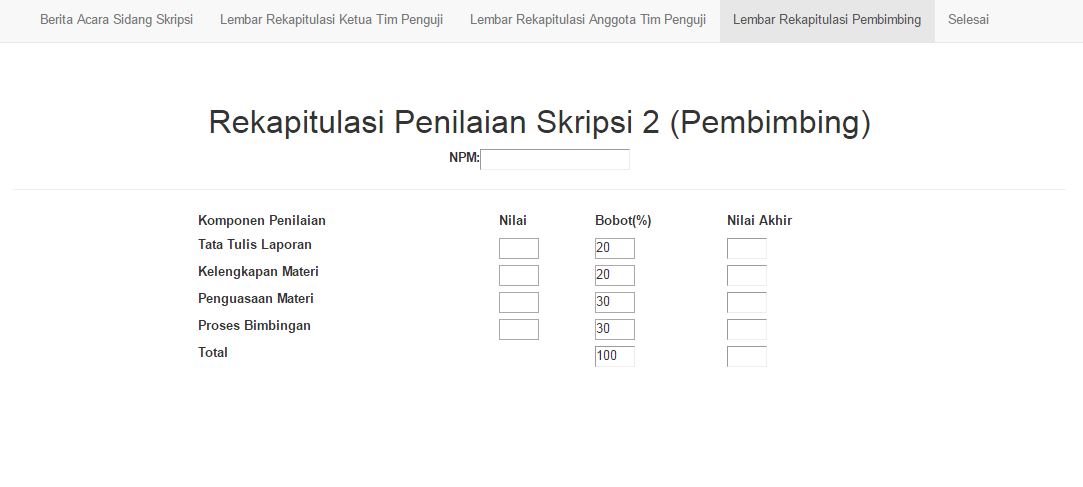 Berita Acara Sidang Skripsi Lembar Rekapitulasi Ketua Tim Penguji Lembar Rekapitulasi Anggota Tim Penguji Lembar Rekapitulasi Pembimbing Selesai
Rekapitulasi Penilaian Skripsi 2 (Pembimbing)
NPM:
Komponen Penilaian Nilai Bobot(%) Nilai Akhir
Tata Tulis Laporan 20
Kelengkapan Materi 20
Penguasaan Materi 30
Proses Bimbingan 30
Total 100